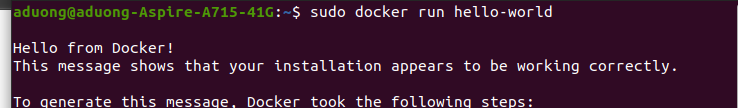 aduong@aduong-Aspire-A715-41G:~$ sudo docker run hello-world
Hello from Docker!
This message shows that your installation appears to be working correctly.
To generate this message, Docker took the following steps: